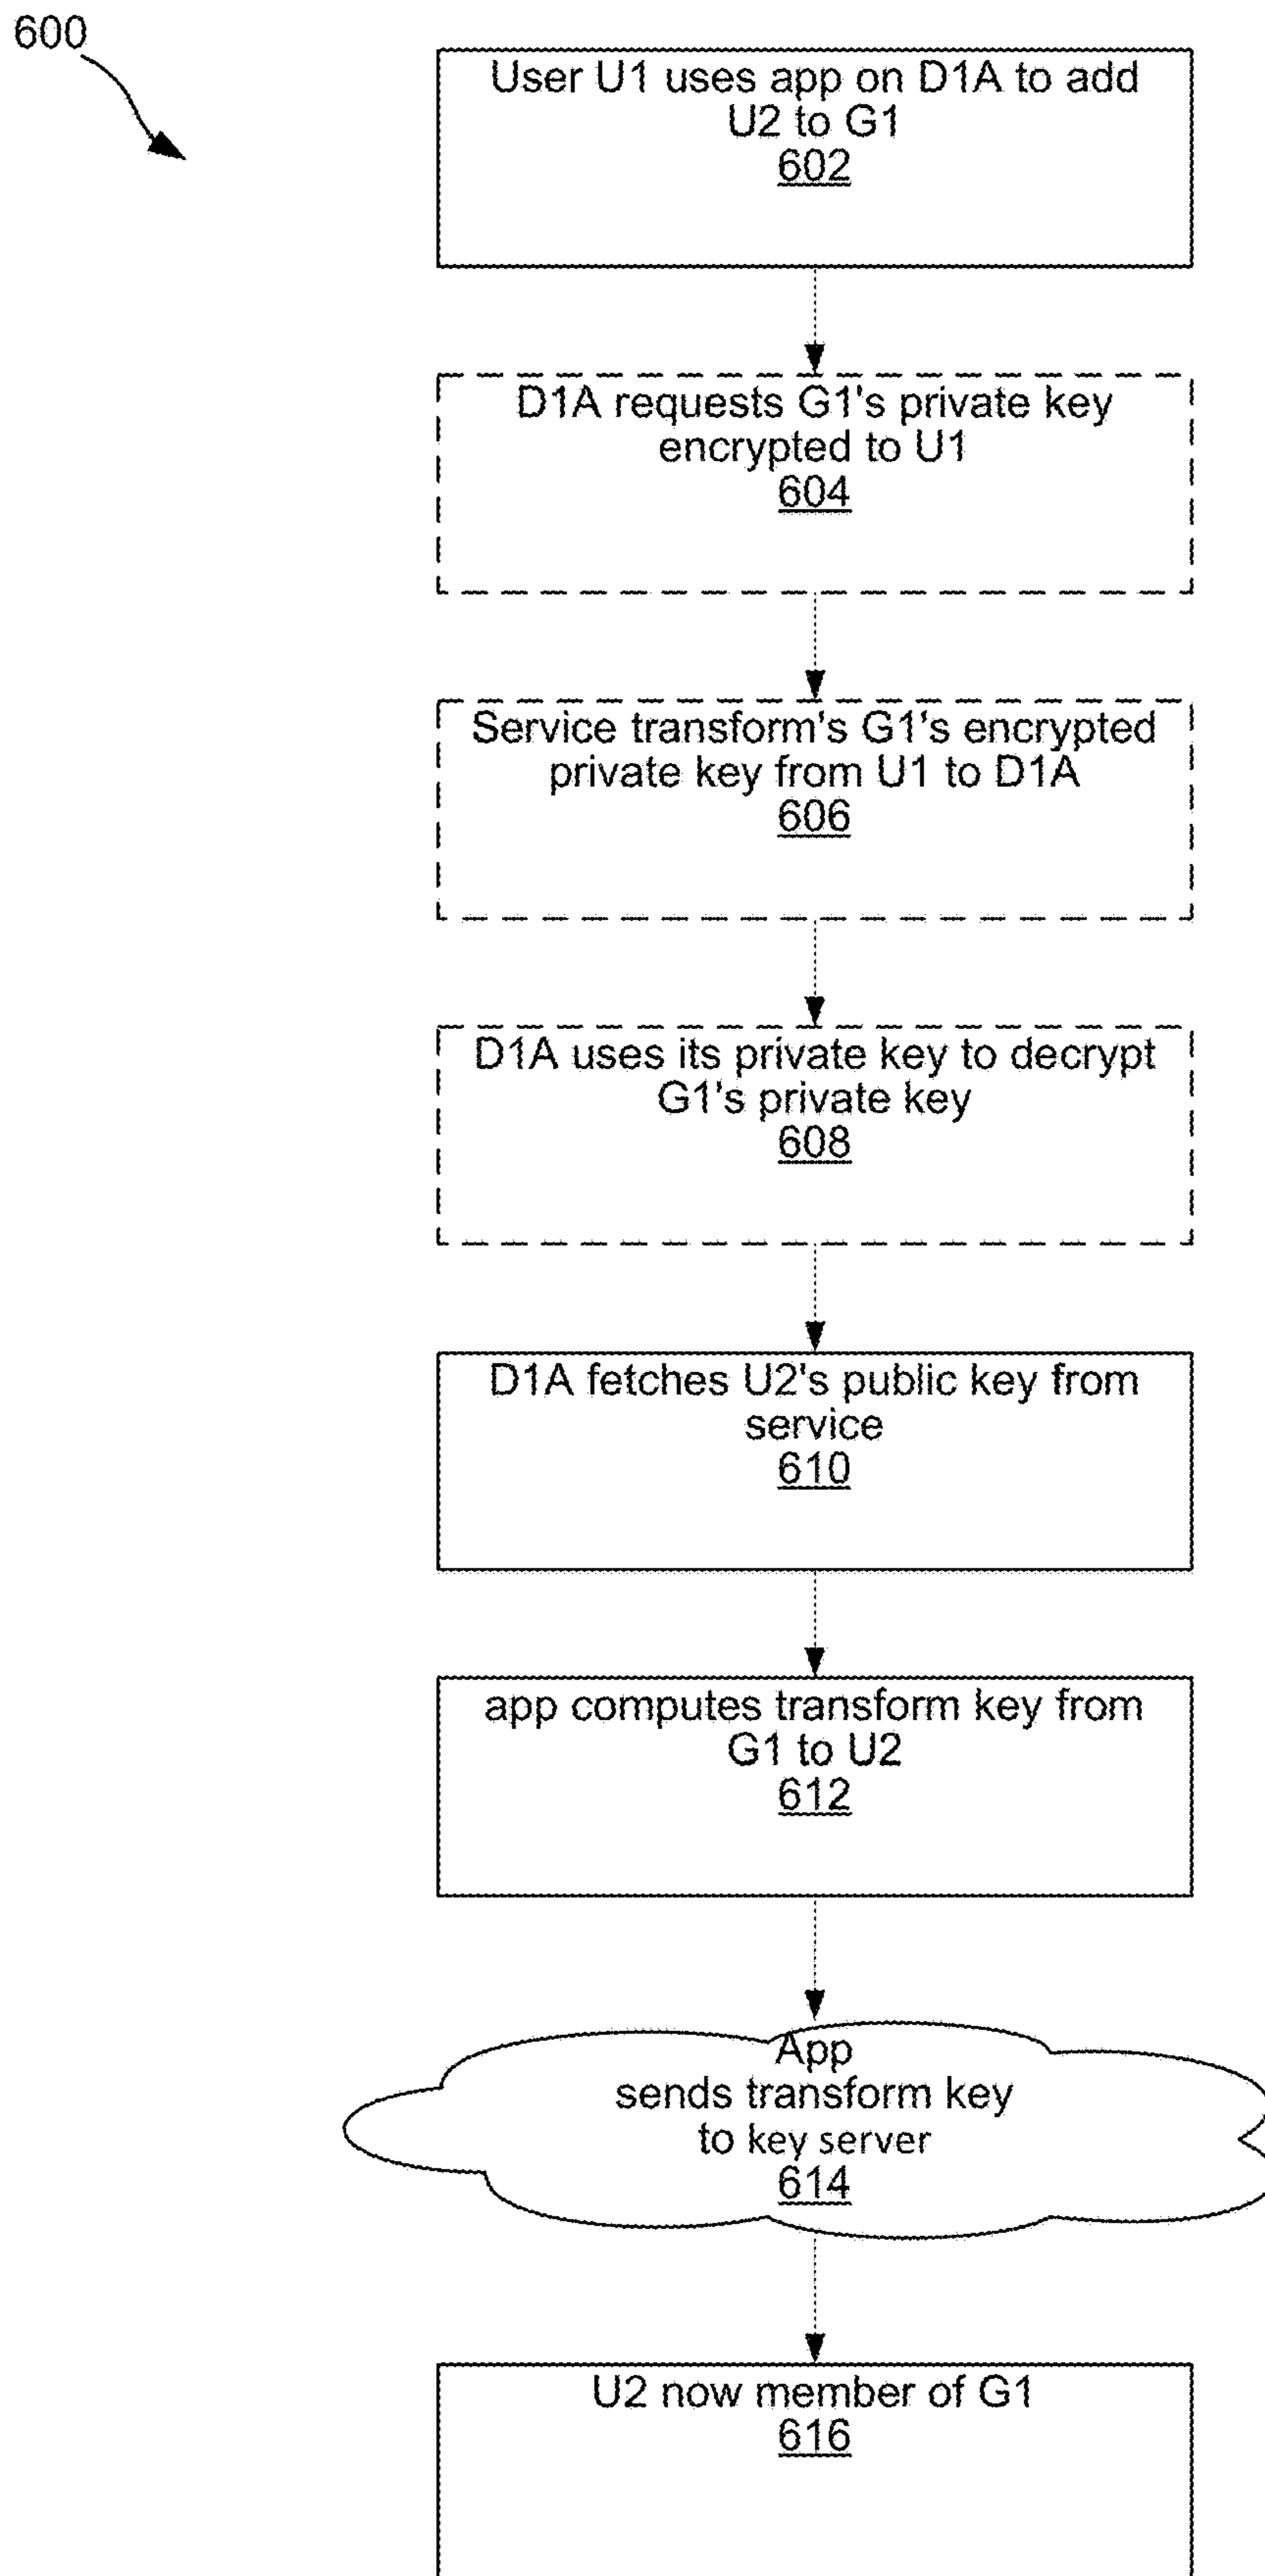 600
User U1 uses app on D1A to add
U2 to G1
602
D1A requests G1's private key
encrypted to U1
604
Service transform's G1's encrypted
private key from U1 to D1A
606
D1A uses its private key to decrypt
G1's private key
608
D1A fetches U2's public key from
service
610
app computes transform key from
G1 to U2
612
App
sends transform key
to key server
614
U2 now member of G1
616